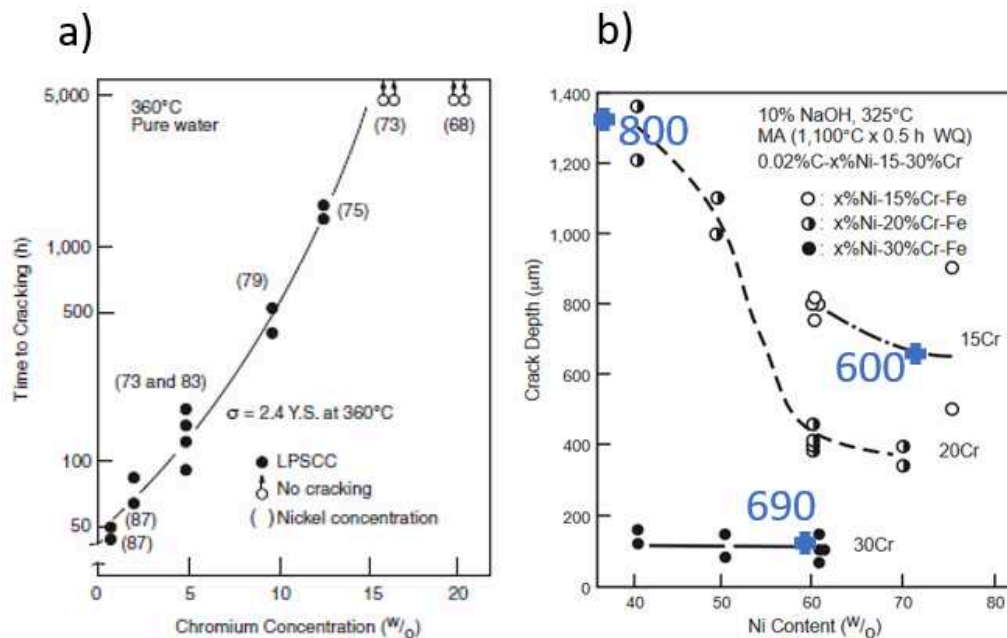 a)
5,000
1,000
500
100
50
Time to Cracking (h)
360°C
Pure water
(73)
(68)
(75)
(79)
(73 and 83)
σ = 2.4 Y.S. at 360°C
LPSCC
No cracking
( ) Nickel concentration
(87)
(87)
0 5 10 15 20
Chromium Concentration (W/O)
b)
1,400
1,200
1,000
800
600
400
200
0
Crack Depth (μm)
800
10% NaOH, 325°C
MA (1,100°C x 0.5 h WQ)
0.02%C-x%Ni-15-30%Cr
: x%Ni-15%Cr-Fe
: x%Ni-20%Cr-Fe
: x%Ni-30%Cr-Fe
15Cr
600
20Cr
690
30Cr
40 50 60 70 80
Ni Content (W/O)